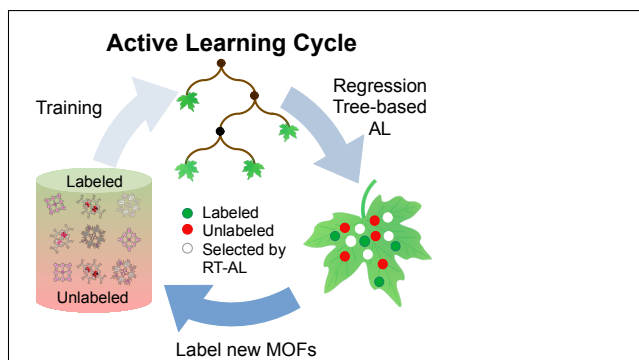 Active Learning Cycle
Training
Regression
Tree-based
AL
Labeled
Unlabeled
Labeled
Unlabeled
Selected by
RT-AL
Label new MOFs